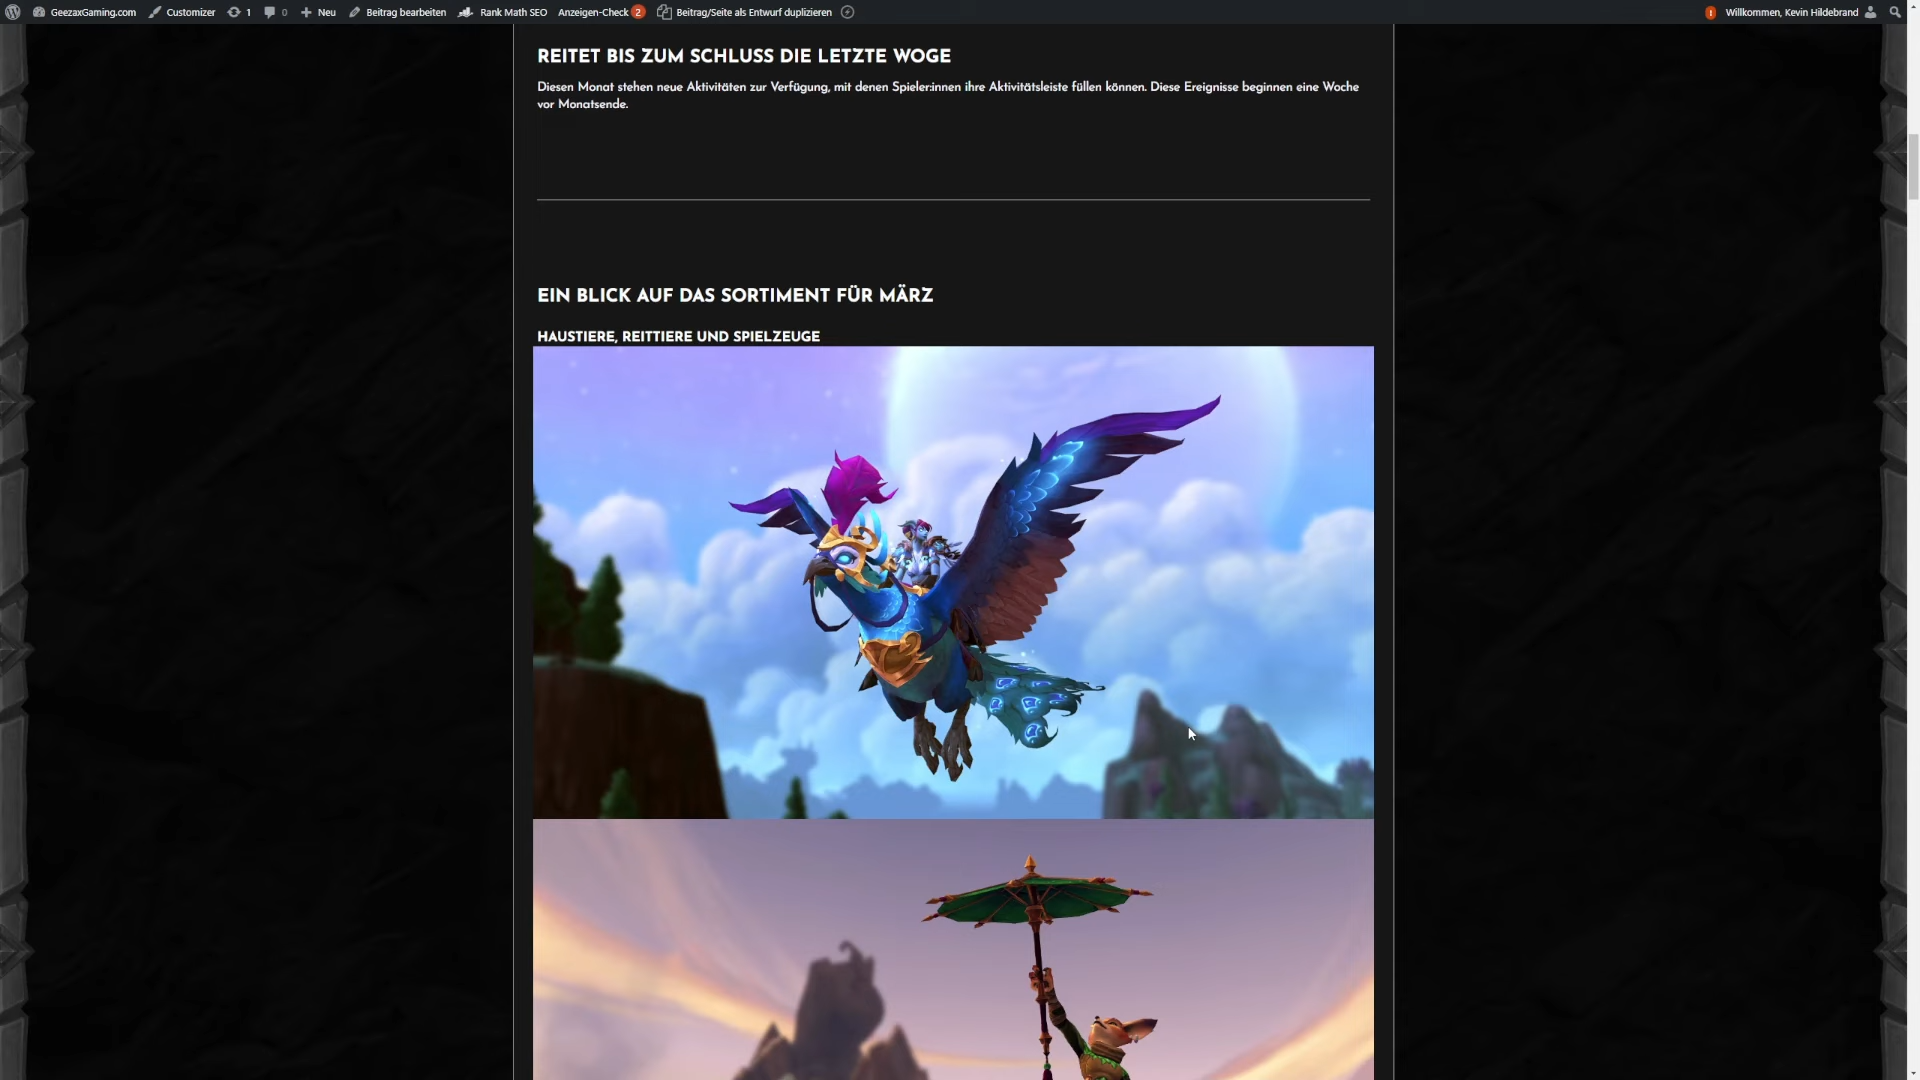 GeezaxGaming.com Customizer 1 0 Neu Beitrag bearbeiten Rank Math SEO Anzeigen-Check 2 Beitrag/Seite als Entwurf duplizieren ! Willkommen, Kevin Hildebrand
REITET BIS ZUM SCHLUSS DIE LETZTE WOGE
Diesen Monat stehen neue Aktivitäten zur Verfügung, mit denen Spieler:innen ihre Aktivitätsleiste füllen können. Diese Ereignisse beginnen eine Woche
vor Monatsende.
EIN BLICK AUF DAS SORTIMENT FÜR MÄRZ
HAUSTIERE, REITTIERE UND SPIELZEUGE